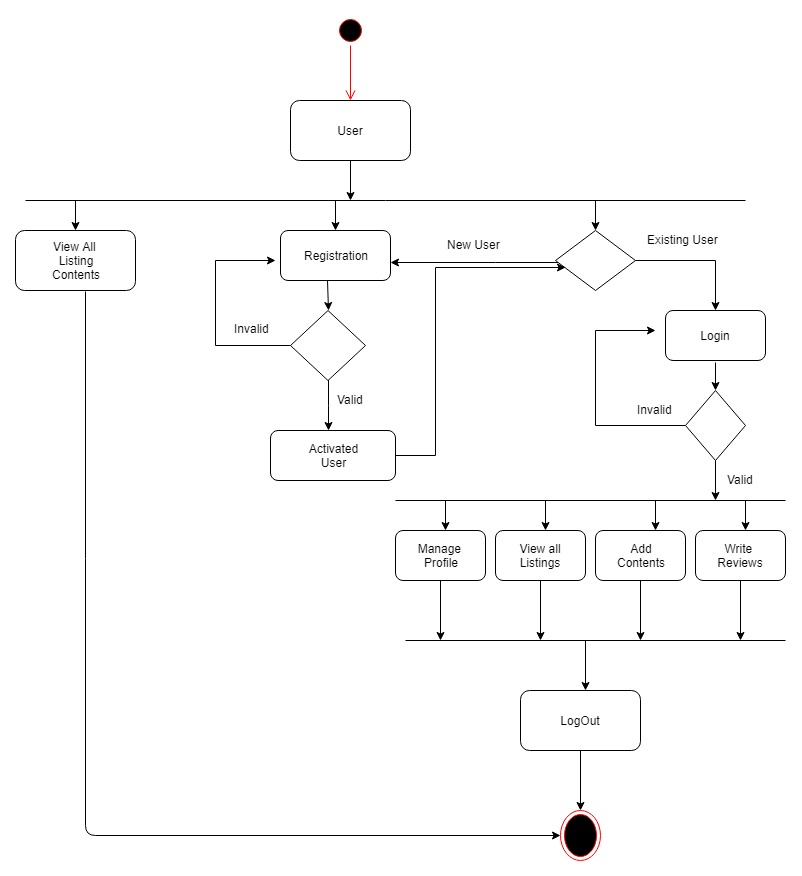 User
View All
Listing
Contents
Registration
New User
Existing User
Invalid
Login
Valid
Invalid
Activated
User
Valid
Manage
Profile
View all
Listings
Add
Contents
Write
Reviews
LogOut